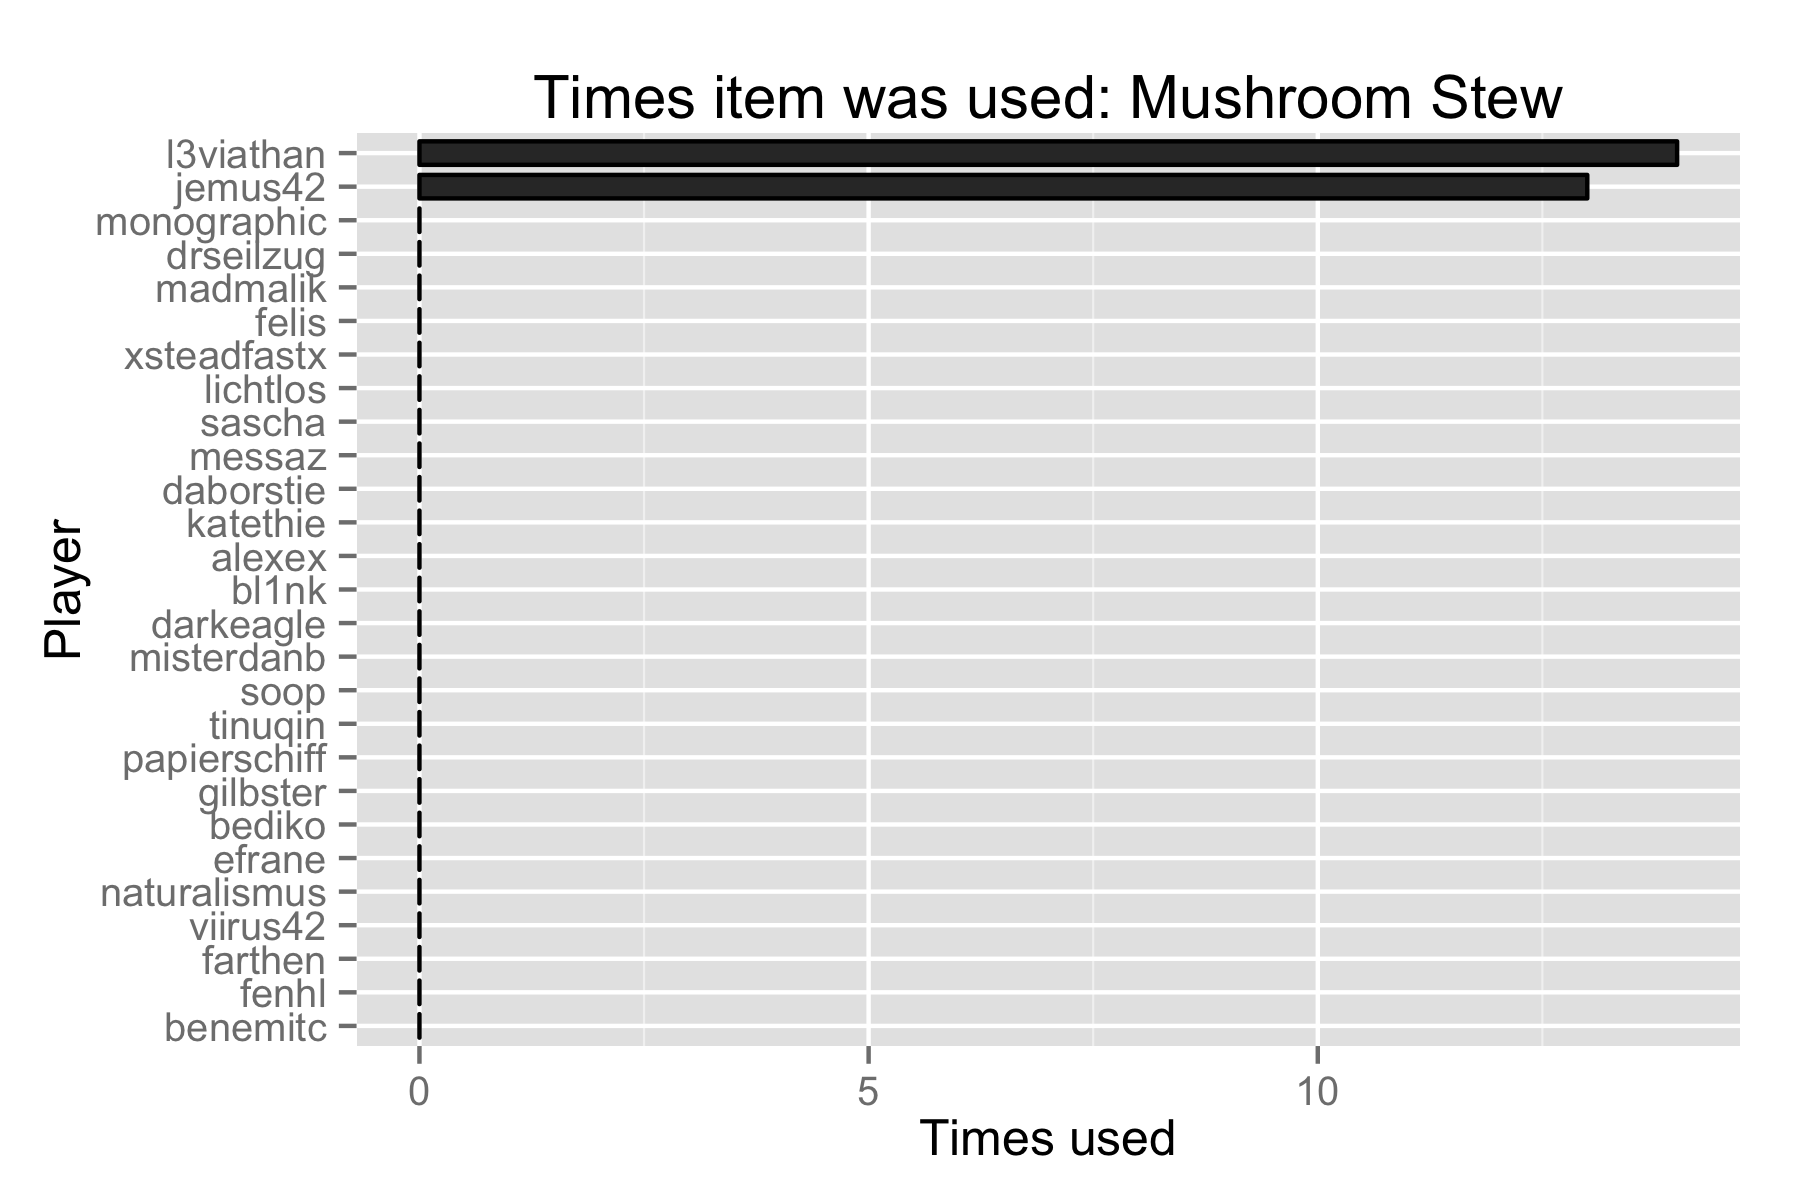 Times item was used: Mushroom Stew
l3viathan
jemus42
monographic
drseilzug
madmalik
felis
xsteadfastx
lichtlos
sascha
messaz
daborstie
katethie
alexex
bl1nk
darkeagle
misterdanb
soop
tinuqin
papierschiff
gilbster
bediko
efrane
naturalismus
viirus42
farthen
fenhl
benemitc
Player
0 5 10
Times used